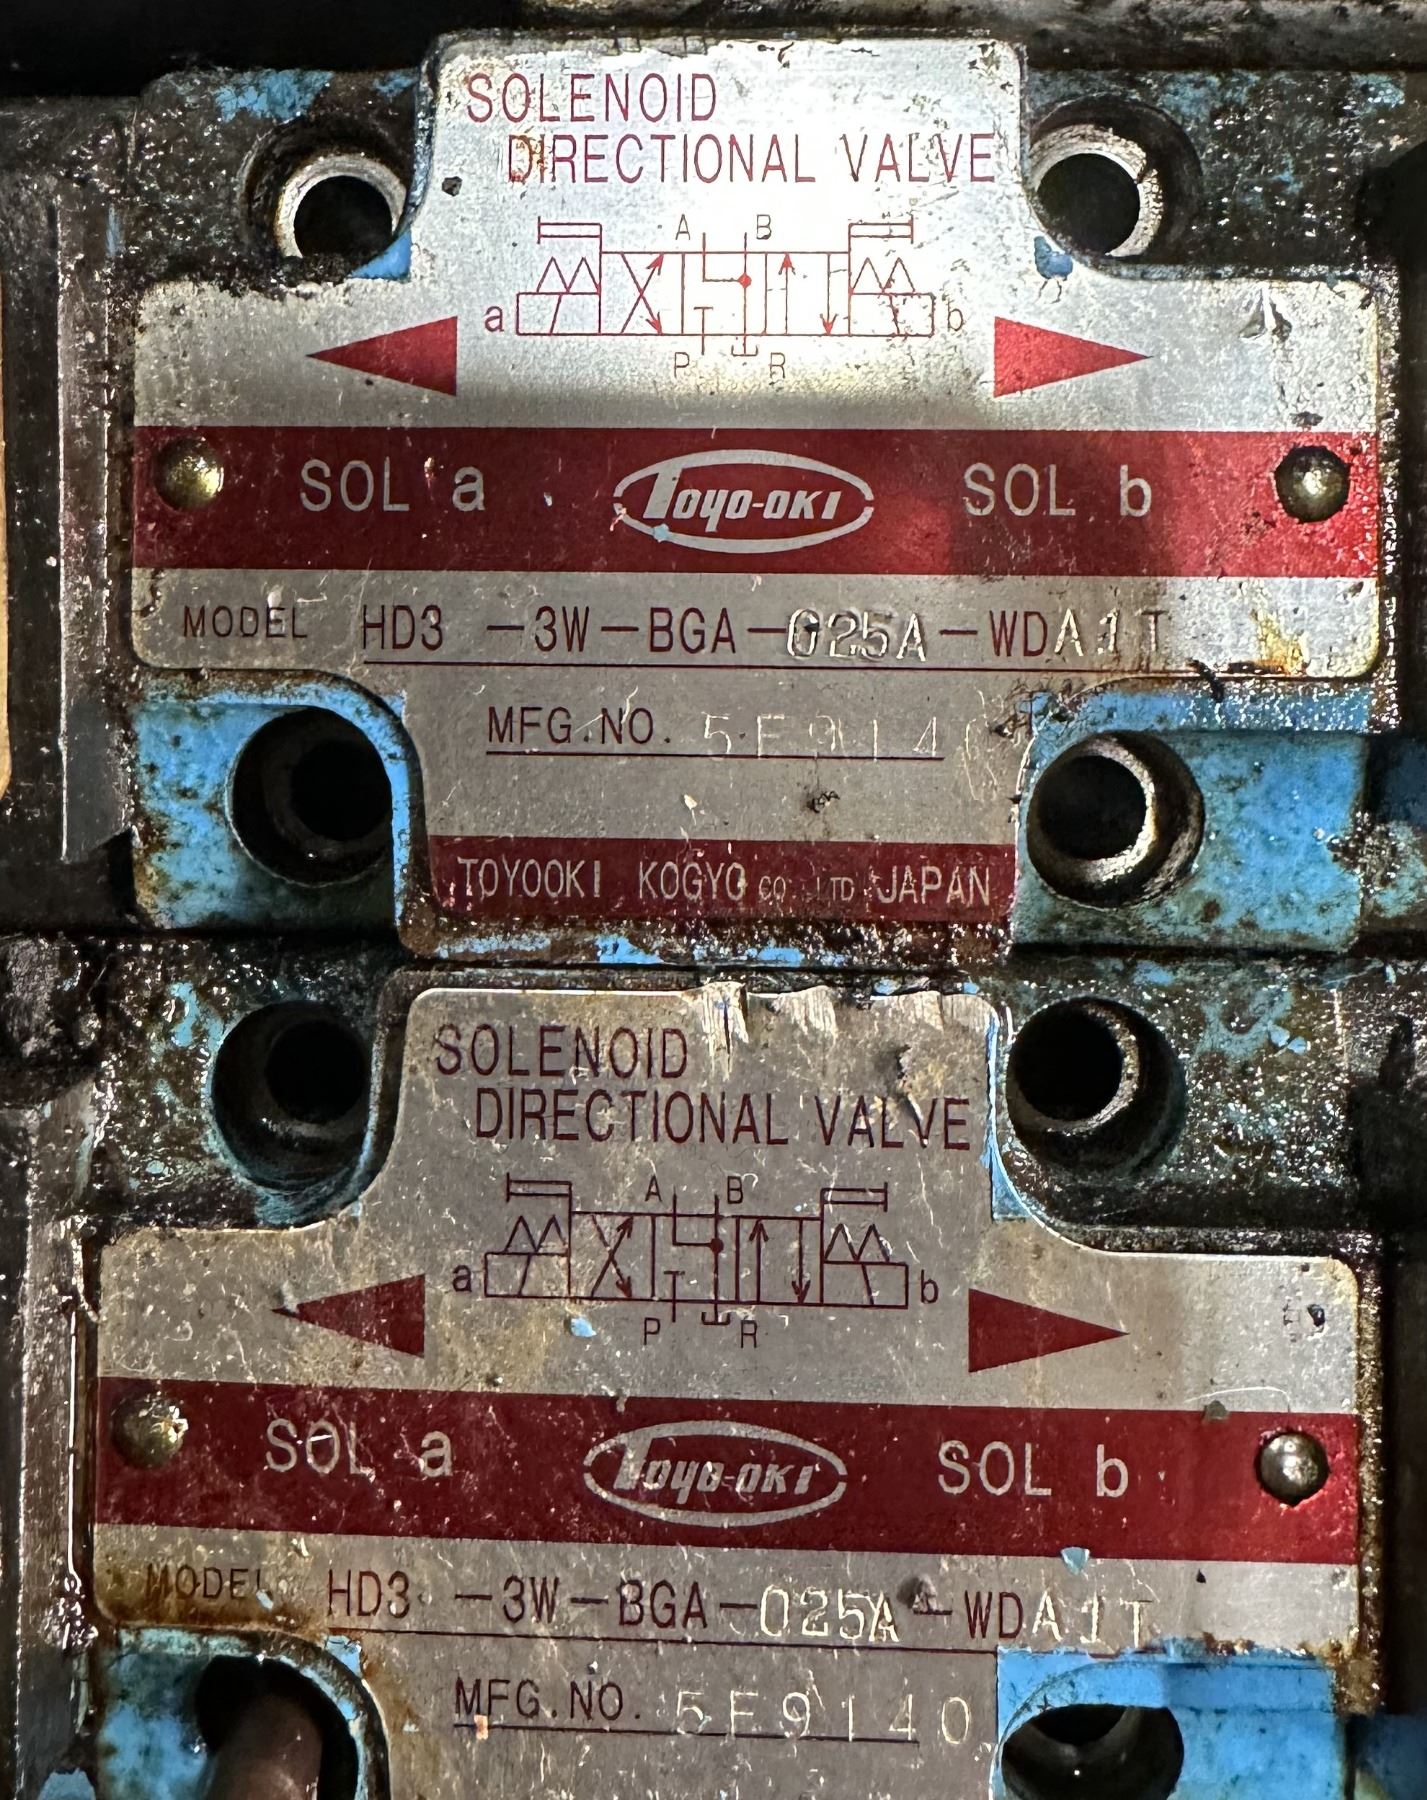 SOLENOID
DIRECTIONAL VALVE
A B
a b
T
P R
SOL a TOYO-OKI SOL b
MODEL HD3 -3W-BGA-025A-WDA1T
MFG.NO. 5E9140
TOYOOKI KOGYO CO. LTD JAPAN
SOLENOID
DIRECTIONAL VALVE
A B
a b
T
P R
SOL a TOYO-OKI SOL b
MODEL HD3 -3W-BGA-025A-WDA1T
MFG.NO. 5E9140